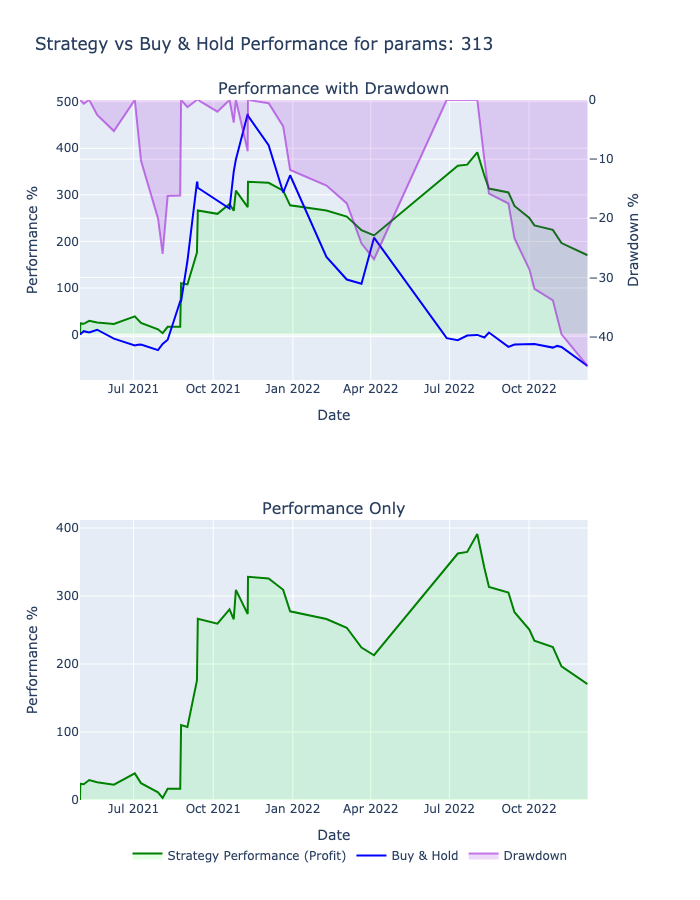 Strategy vs Buy & Hold Performance for params: 313
Performance with Drawdown
500
400
300
200
100
0
Performance %
0
−10
−20
−30
−40
Drawdown %
Jul 2021 Oct 2021 Jan 2022 Apr 2022 Jul 2022 Oct 2022
Date
Performance Only
400
300
200
100
0
Performance %
Jul 2021 Oct 2021 Jan 2022 Apr 2022 Jul 2022 Oct 2022
Date
Strategy Performance (Profit) Buy & Hold Drawdown